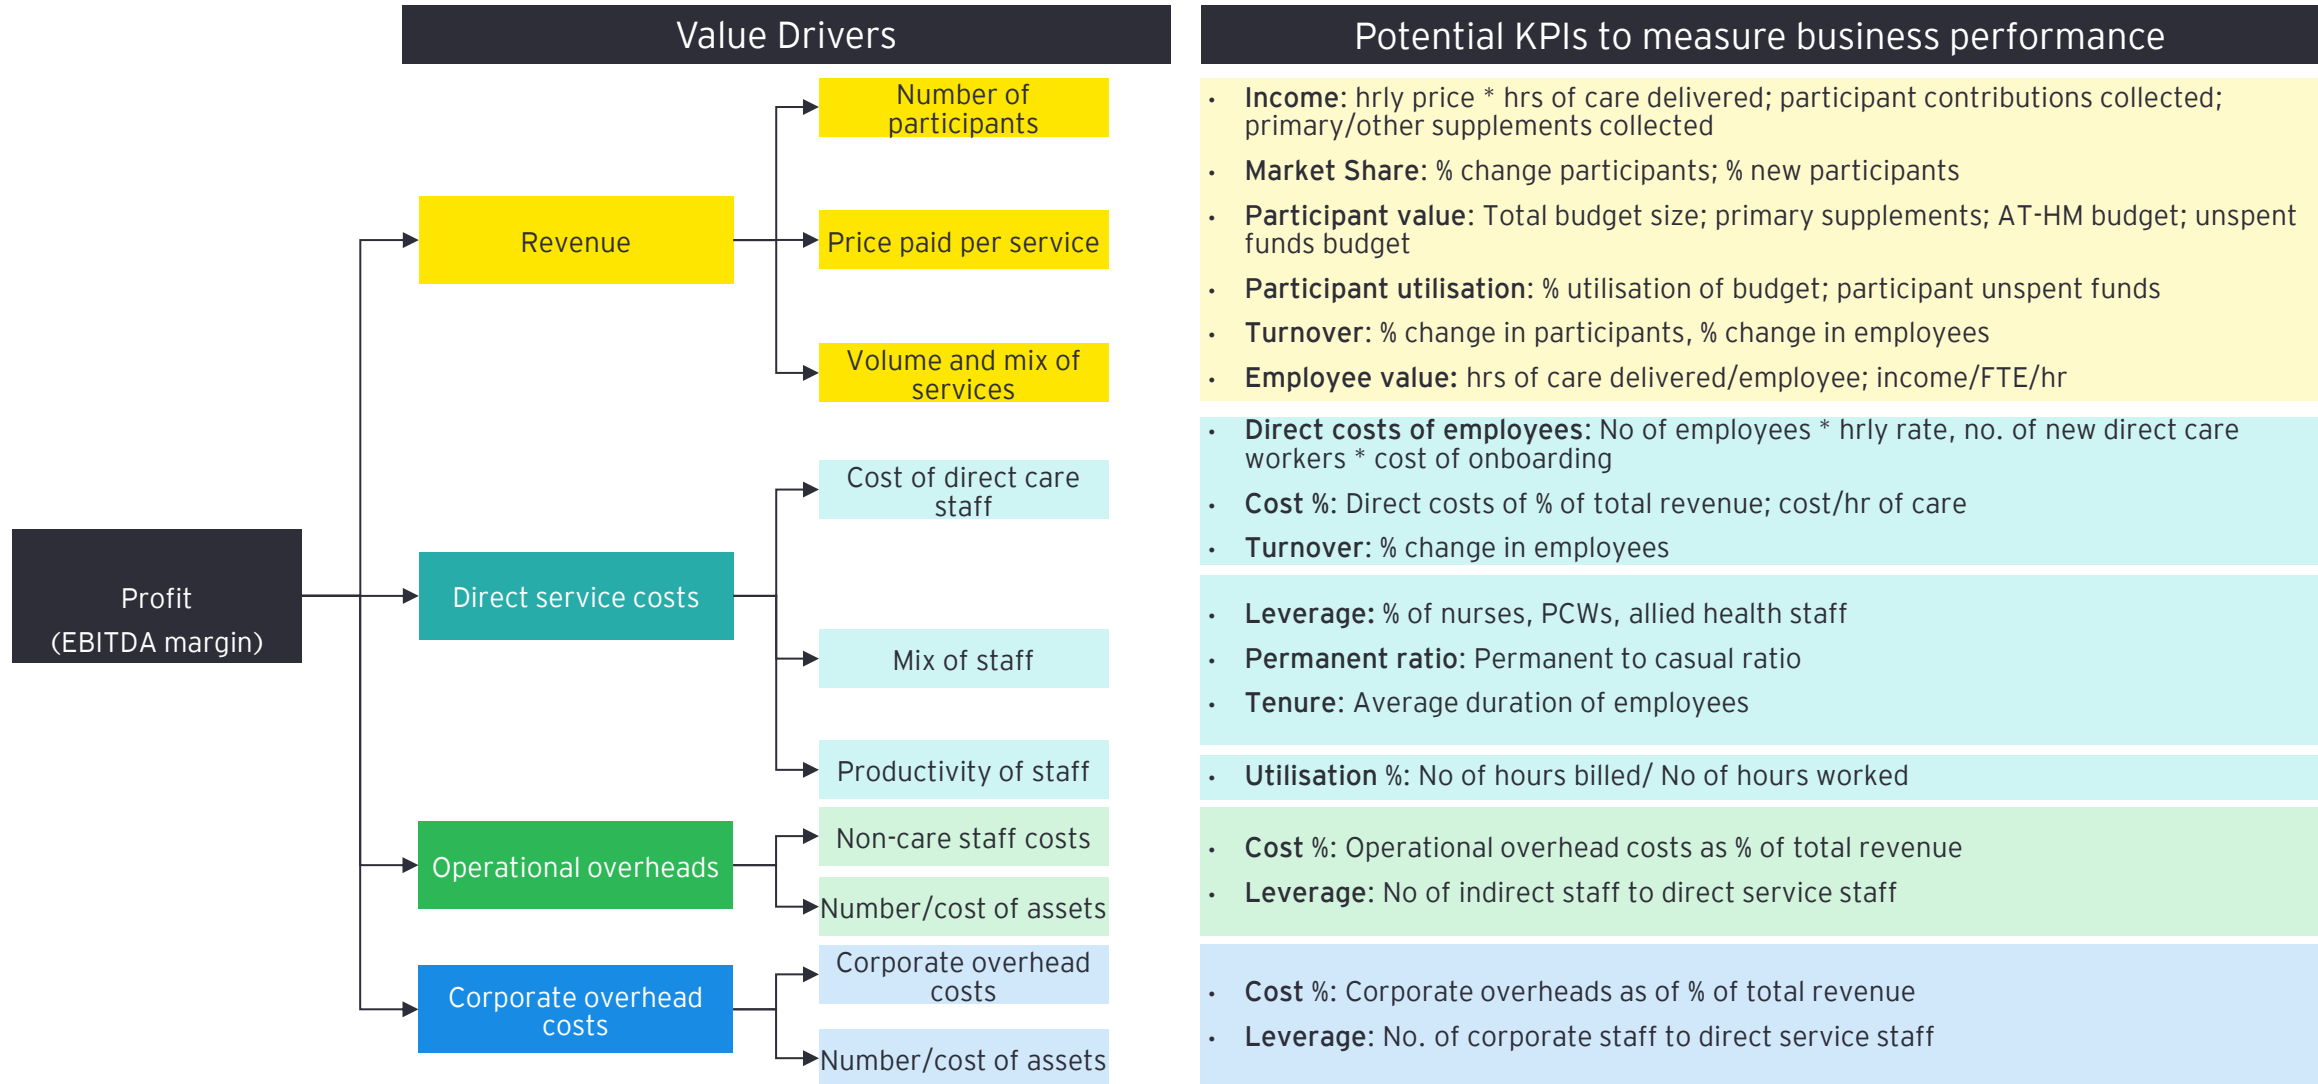 Value Drivers
Potential KPIs to measure business performance
Profit
(EBITDA margin)
Revenue
Number of
participants
Price paid per service
Volume and mix of
services
• Income: hrly price * hrs of care delivered; participant contributions collected;
primary/other supplements collected
• Market Share: % change participants; % new participants
• Participant value: Total budget size; primary supplements; AT-HM budget; unspent
funds budget
• Participant utilisation: % utilisation of budget; participant unspent funds
• Turnover: % change in participants, % change in employees
• Employee value: hrs of care delivered/employee; income/FTE/hr
Direct service costs
Cost of direct care
staff
• Direct costs of employees: No of employees * hrly rate, no. of new direct care
workers * cost of onboarding
• Cost %: Direct costs of % of total revenue; cost/hr of care
• Turnover: % change in employees
Mix of staff
• Leverage: % of nurses, PCWs, allied health staff
• Permanent ratio: Permanent to casual ratio
• Tenure: Average duration of employees
Productivity of staff
• Utilisation %: No of hours billed/ No of hours worked
Operational overheads
Non-care staff costs
Number/cost of assets
• Cost %: Operational overhead costs as % of total revenue
• Leverage: No of indirect staff to direct service staff
Corporate overhead
costs
Corporate overhead
costs
Number/cost of assets
• Cost %: Corporate overheads as of % of total revenue
• Leverage: No. of corporate staff to direct service staff